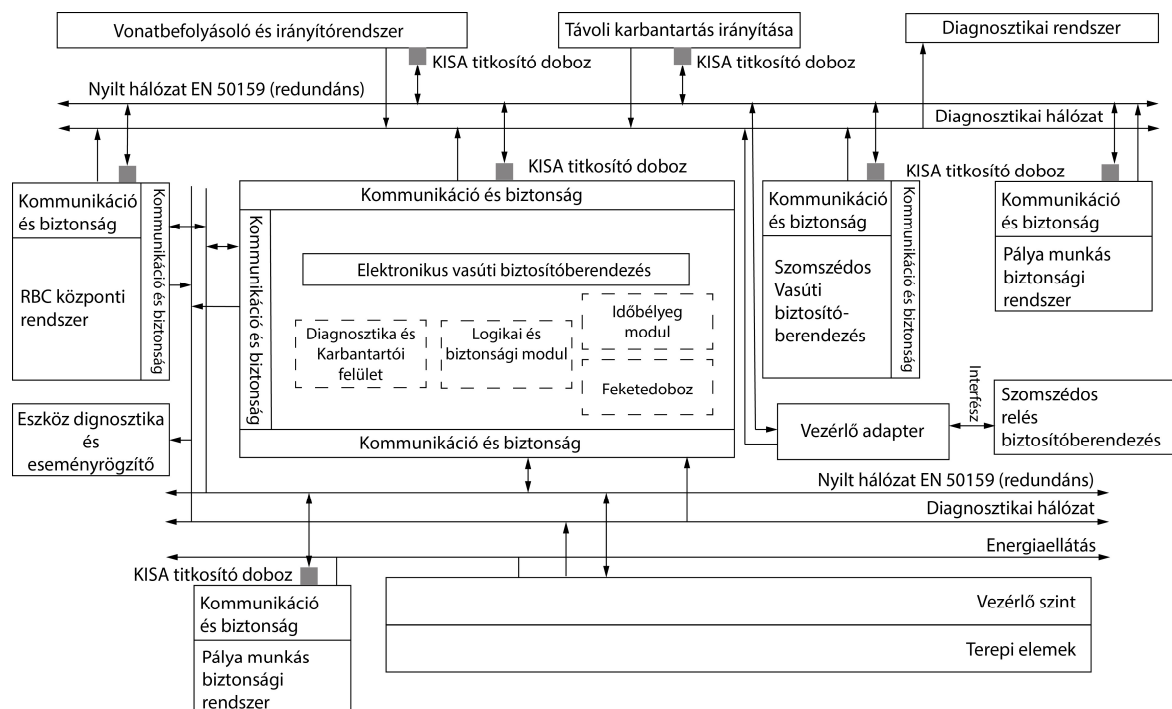 Vonatbefolyásoló és irányítórendszer
Távoli karbantartás irányítása
Diagnosztikai rendszer
KISA titkosító doboz
KISA titkosító doboz
Nyilt hálózat EN 50159 (redundáns)
Diagnosztikai hálózat
KISA titkosító doboz
KISA titkosító doboz
Kommunikáció
és biztonság
Kommunikáció és biztonság
RBC központi
rendszer
Kommunikáció és biztonság
Kommunikáció és biztonság
Elektronikus vasúti biztosítóberendezés
Diagnosztika és
Karbantartói
felület
Logikai és
biztonsági modul
Időbélyeg
modul
Feketedoboz
Kommunikáció és biztonság
Kommunikáció
és biztonság
Kommunikáció és biztonság
Szomszédos
Vasúti
biztosító-
berendezés
Kommunikáció
és biztonság
Pálya munkás
biztonsági
rendszer
Eszköz dignosztika
és
eseményrögzítő
Vezérlő adapter
Interfész
Szomszédos
relés
biztosítóberendezés
Nyilt hálózat EN 50159 (redundáns)
Diagnosztikai hálózat
Energiaellátás
KISA titkosító doboz
Kommunikáció
és biztonság
Pálya munkás
biztonsági
rendszer
Vezérlő szint
Terepi elemek